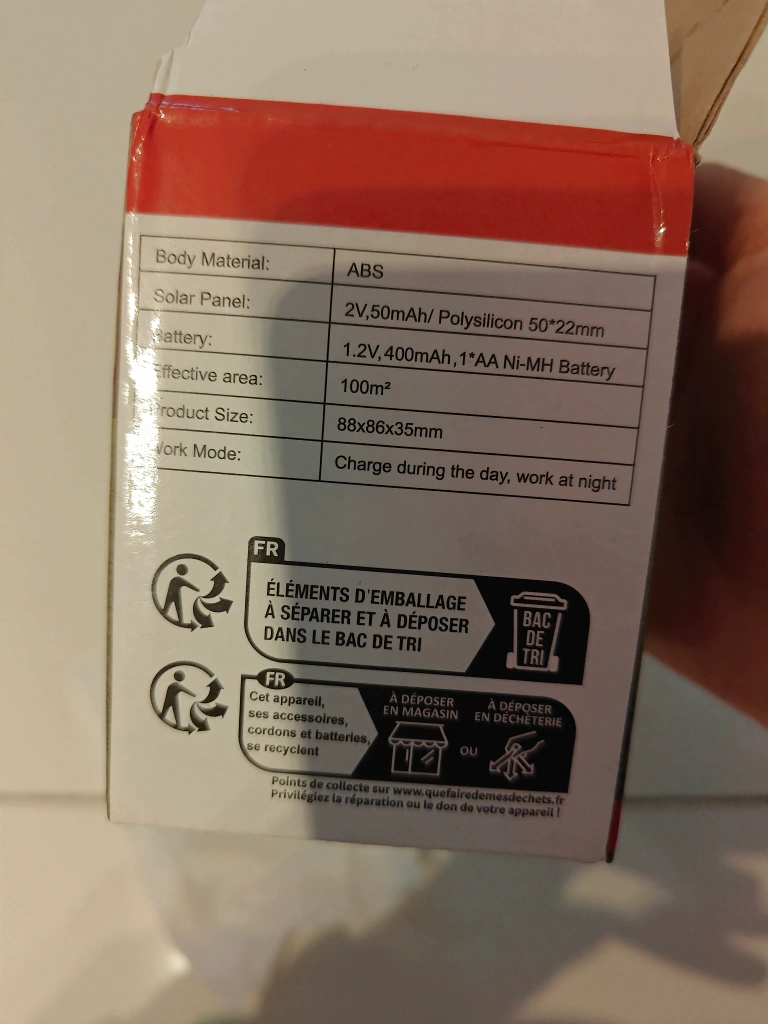 Body Material: ABS
Solar Panel: 2V,50mAh/ Polysilicon 50*22mm
Battery: 1.2V,400mAh,1*AA Ni-MH Battery
Effective area: 100m²
Product Size: 88x86x35mm
Work Mode: Charge during the day, work at night
FR
ÉLÉMENTS D'EMBALLAGE
À SÉPARER ET À DÉPOSER
DANS LE BAC DE TRI
BAC
DE
TRI
FR
Cet appareil,
ses accessoires,
cordons et batteries,
se recyclent
À DÉPOSER
EN MAGASIN
OU
À DÉPOSER
EN DÉCHÈTERIE
Points de collecte sur www.quefairedemesdechets.fr
Privilégiez la réparation ou le don de votre appareil !